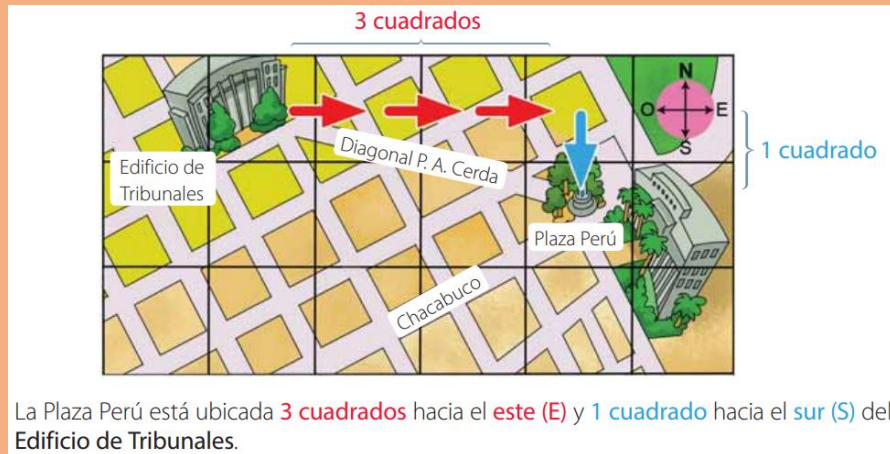 3 cuadrados
N
O
E
S
1 cuadrado
Edificio de
Tribunales
Diagonal P. A. Cerda
Plaza Perú
Chacabuco
La Plaza Perú está ubicada 3 cuadrados hacia el este (E) y 1 cuadrado hacia el sur (S) del
Edificio de Tribunales.